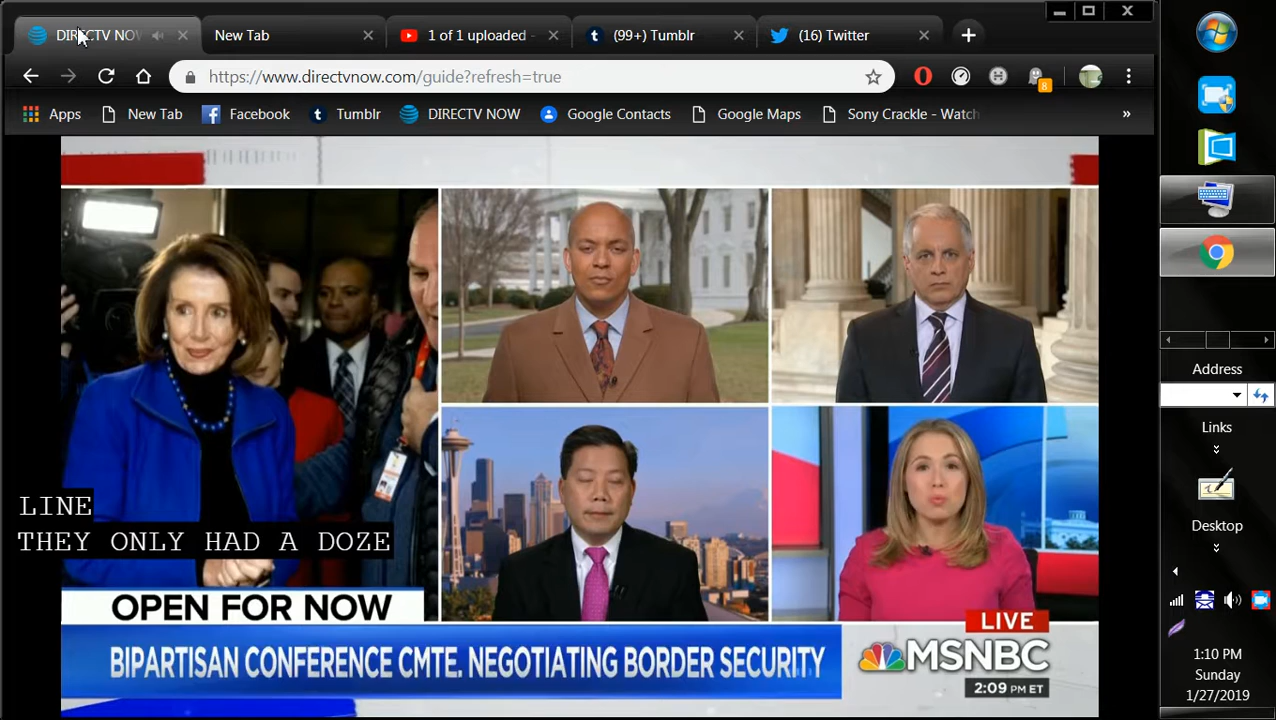 DIRECTV NOV
New Tab
1 of 1 uploaded -
(99+) Tumblr
(16) Twitter
https://www.directvnow.com/guide?refresh=true
8
Apps
New Tab
Facebook
Tumblr
DIRECTV NOW
Google Contacts
Google Maps
Sony Crackle - Watch
»
LINE
THEY ONLY HAD A DOZE
OPEN FOR NOW
BIPARTISAN CONFERENCE CMTE. NEGOTIATING BORDER SECURITY
LIVE
MSNBC
2:09 PM ET
Address
Links
Desktop
1:10 PM
Sunday
1/27/2019